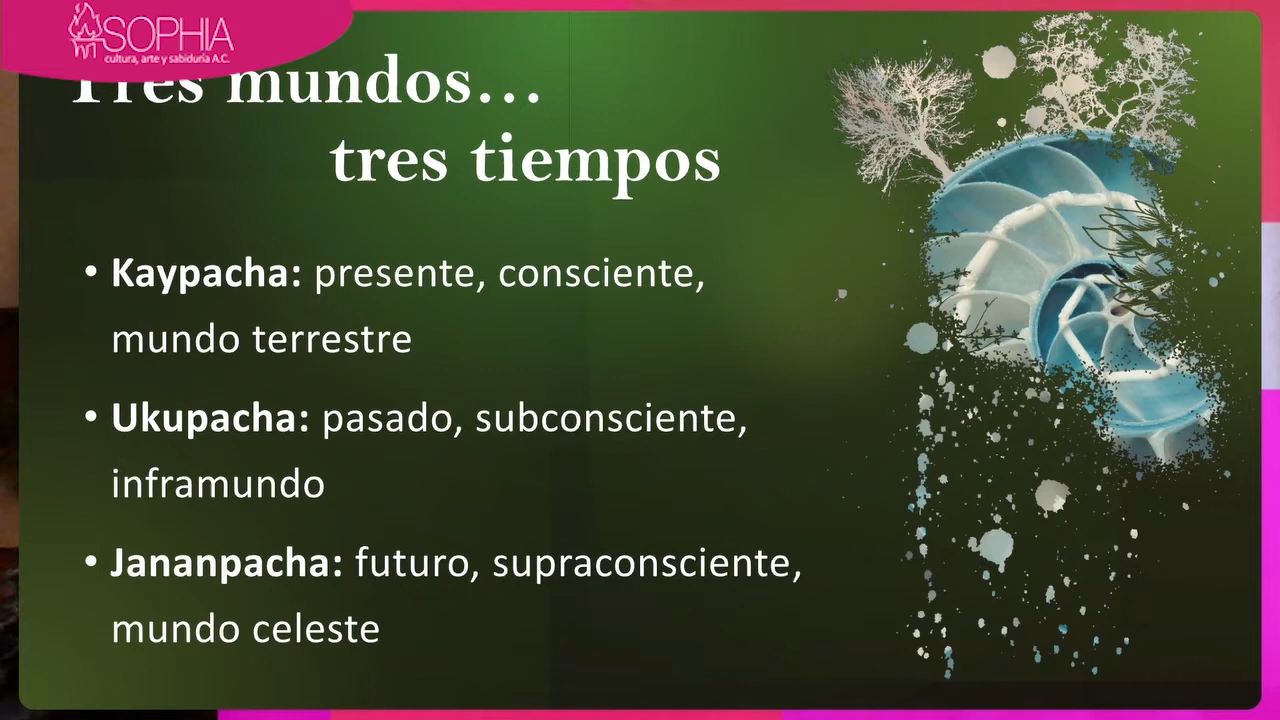 SOPHIA
cultura, arte y sabiduría A.C.
Tres mundos...
tres tiempos
• Kaypacha: presente, consciente,
mundo terrestre
• Ukupacha: pasado, subconsciente,
inframundo
• Jananpacha: futuro, supraconsciente,
mundo celeste